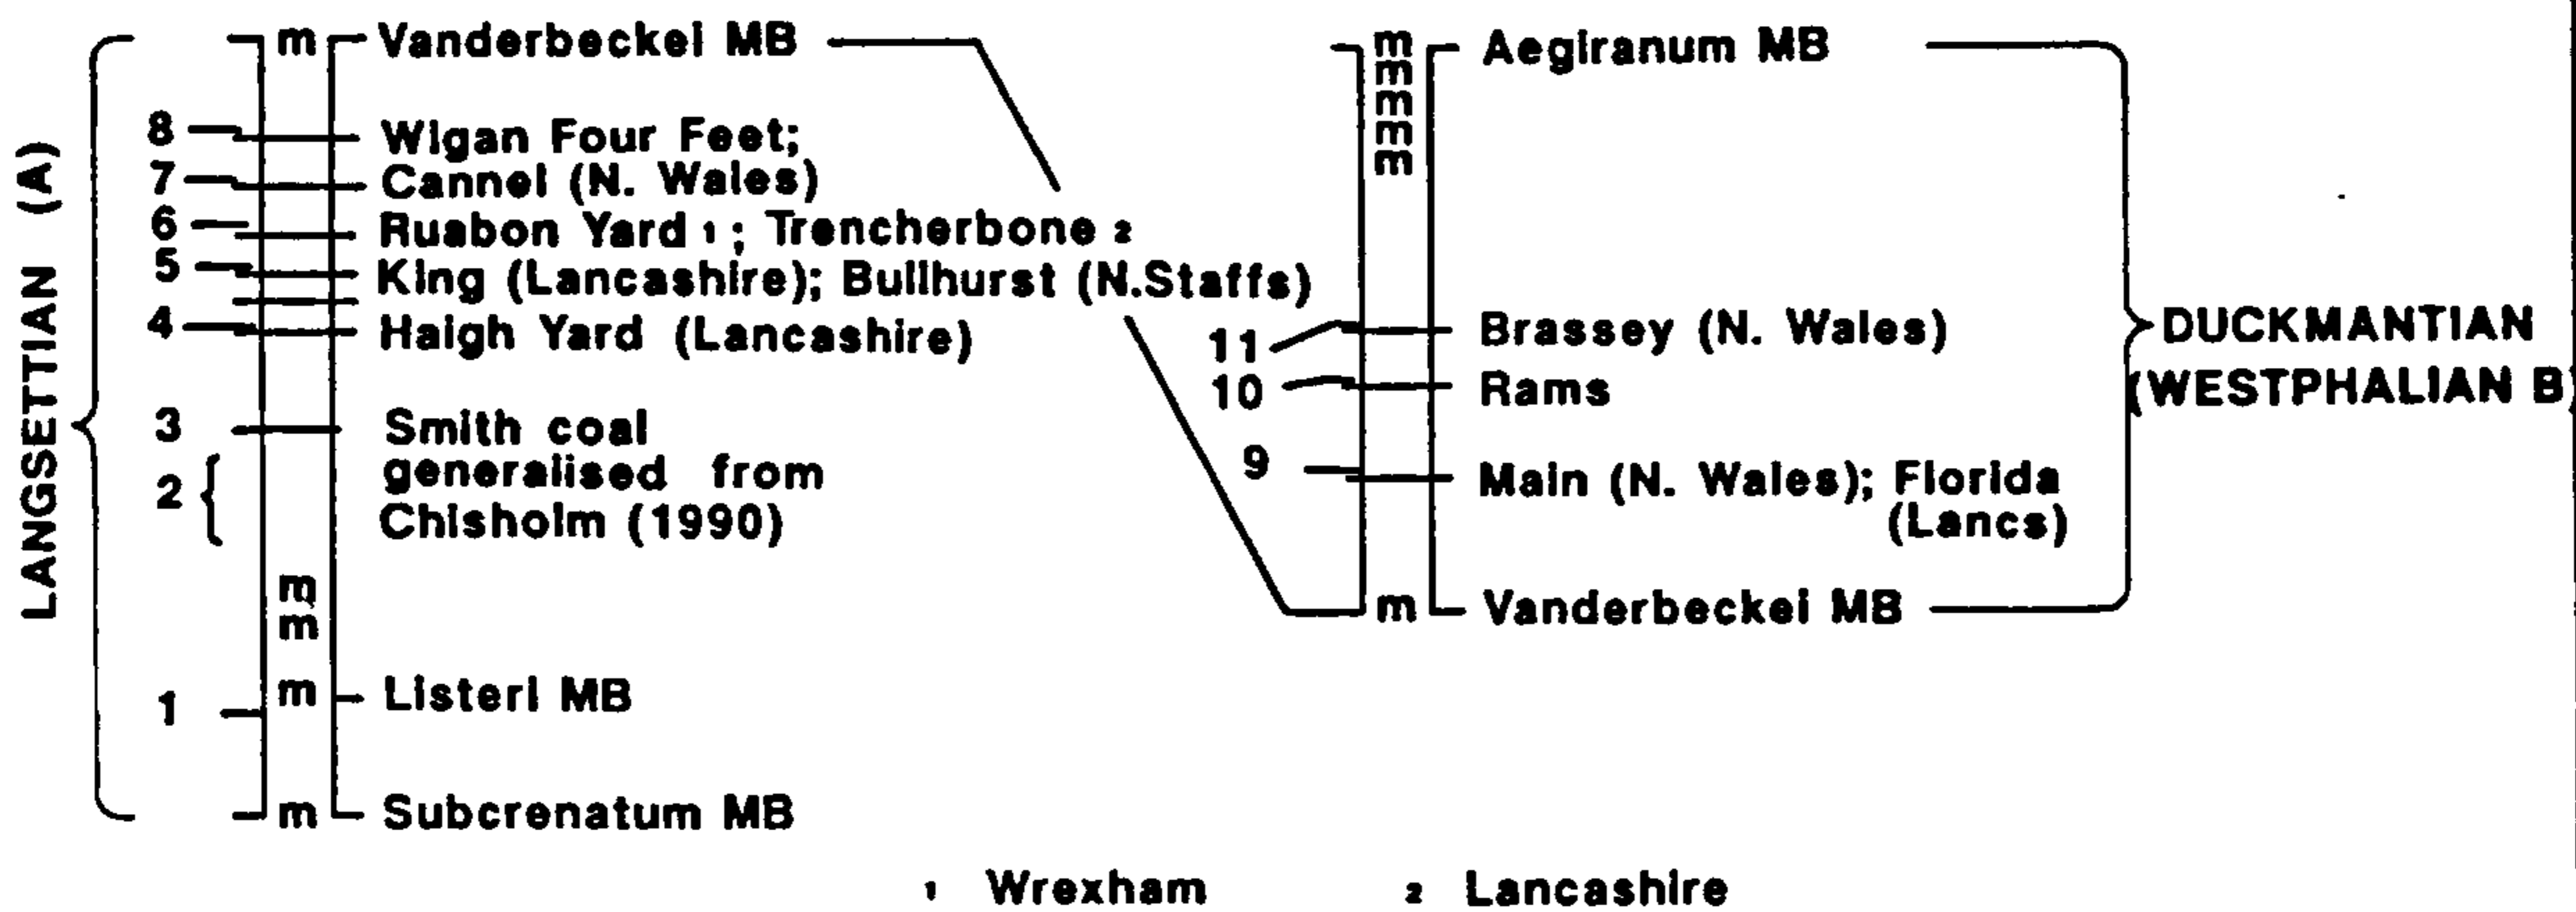 LANGSETTIAN (A)
m Vanderbeckei MB
8 Wigan Four Feet;
7 Cannel (N. Wales)
6 Ruabon Yard 1 ; Trencherbone 2
5 King (Lancashire); Bullhurst (N.Staffs)
4 Haigh Yard (Lancashire)
3 Smith coal
generalised from
2 { Chisholm (1990)
m
m
m Listeri MB
1
m Subcrenatum MB
m Aegiranum MB
m
m
m
m
11 Brassey (N. Wales)
10 Rams
9 Main (N. Wales); Florida
(Lancs)
m Vanderbeckei MB
DUCKMANTIAN
(WESTPHALIAN B)
1 Wrexham 2 Lancashire